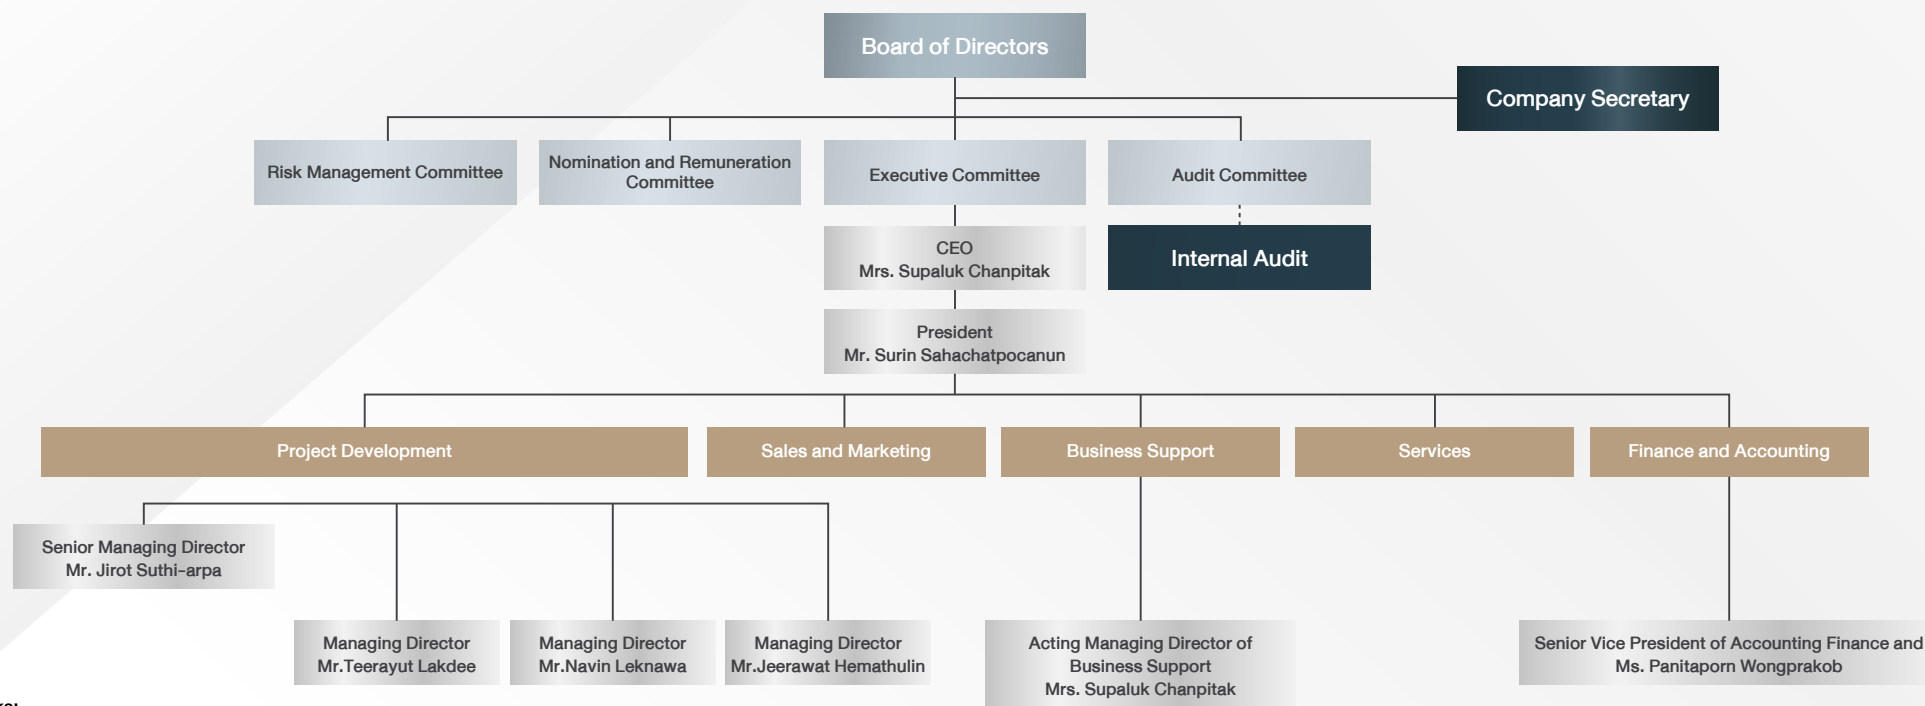 Board of Directors
Company Secretary
Risk Management Committee
Nomination and Remuneration
Committee
Executive Committee
Audit Committee
CEO
Mrs. Supaluk Chanpitak
Internal Audit
President
Mr. Surin Sahachatpocanun
Project Development
Sales and Marketing
Business Support
Services
Finance and Accounting
Senior Managing Director
Mr. Jirot Suthi-arpa
Managing Director
Mr.Teerayut Lakdee
Managing Director
Mr.Navin Leknawa
Managing Director
Mr.Jeerawat Hemathulin
Acting Managing Director of
Business Support
Mrs. Supaluk Chanpitak
Senior Vice President of Accounting Finance and
Ms. Panitaporn Wongprakob